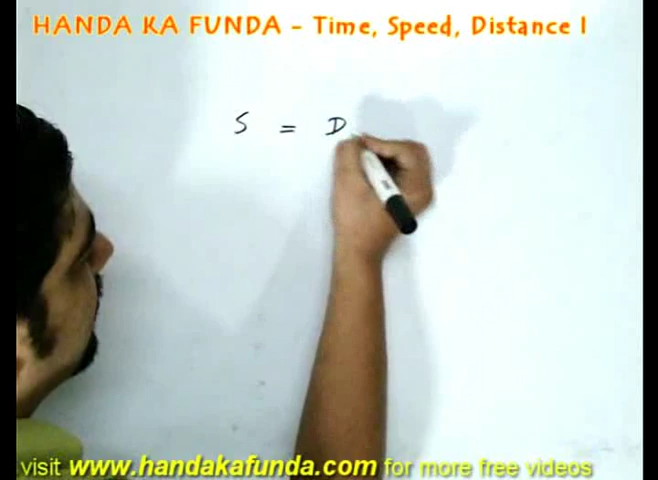 HANDA KA FUNDA - Time, Speed, Distance I
S = D
visit www.handakafunda.com for more free videos